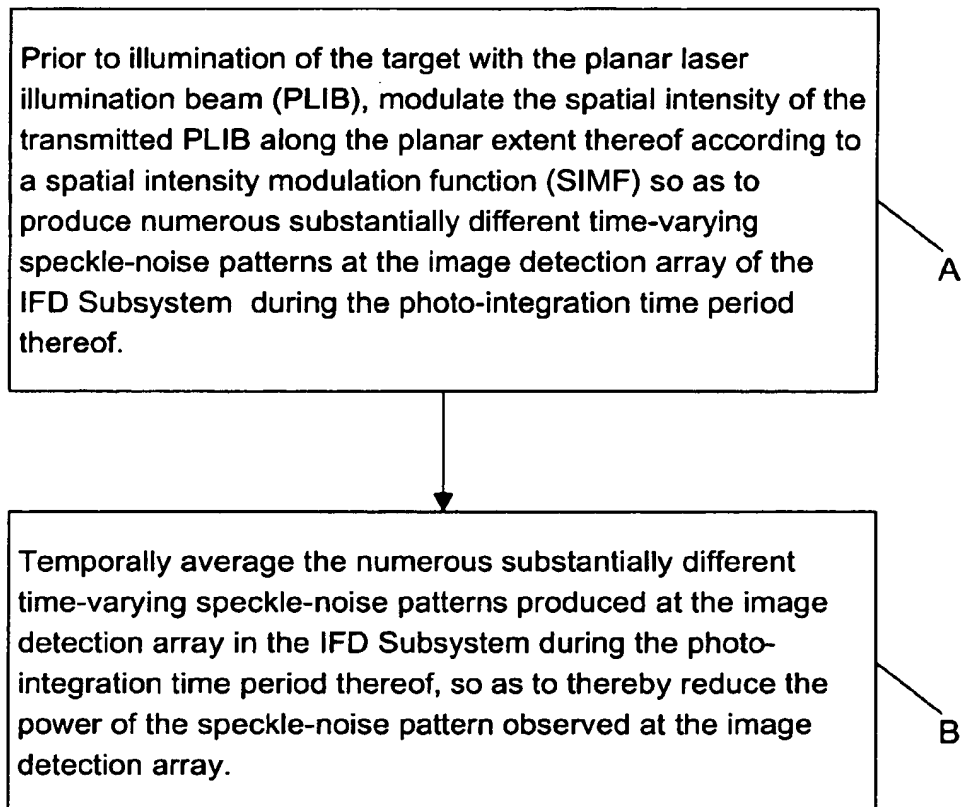 Prior to illumination of the target with the planar laser
illumination beam (PLIB), modulate the spatial intensity of the
transmitted PLIB along the planar extent thereof according to
a spatial intensity modulation function (SIMF) so as to
produce numerous substantially different time-varying
speckle-noise patterns at the image detection array of the
IFD Subsystem during the photo-integration time period
thereof.
A
Temporally average the numerous substantially different
time-varying speckle-noise patterns produced at the image
detection array in the IFD Subsystem during the photo-
integration time period thereof, so as to thereby reduce the
power of the speckle-noise pattern observed at the image
detection array.
B